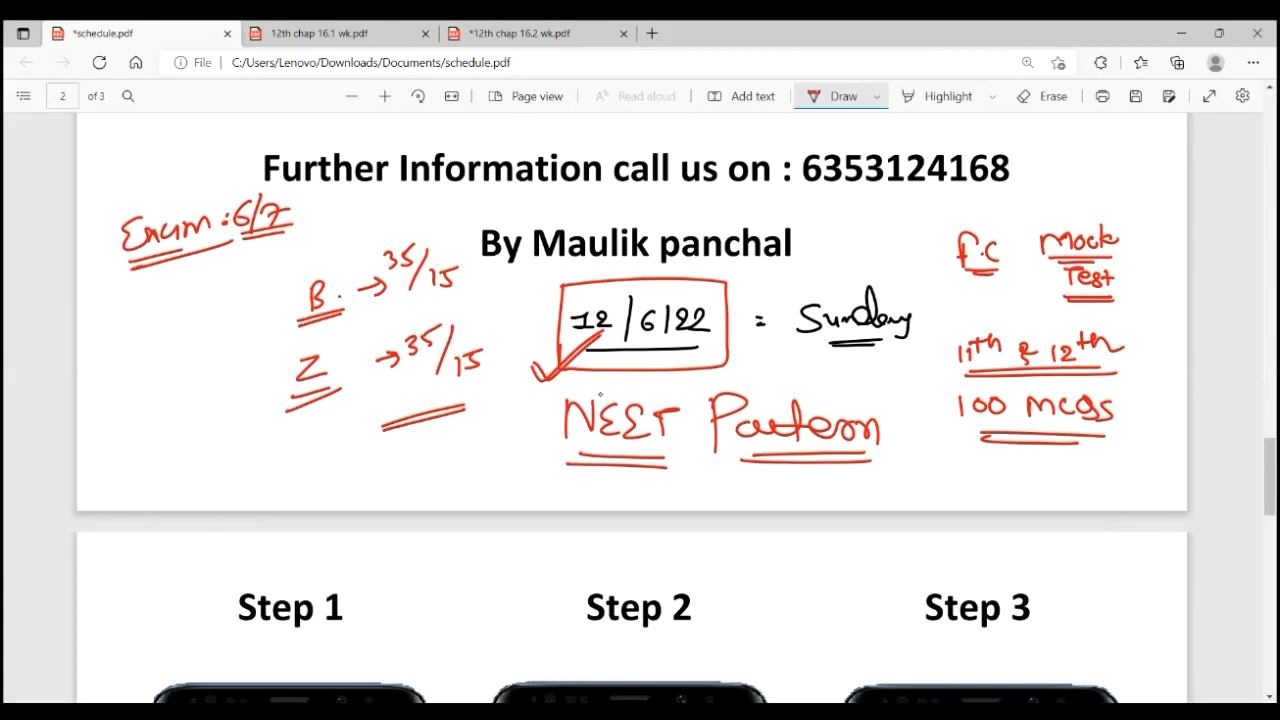 *schedule.pdf
12th chap 16.1 wk.pdf
*12th chap 16.2 wk.pdf
File
C:/Users/Lenovo/Downloads/Documents/schedule.pdf
2 of 3
Page view
Read aloud
Add text
Draw
Highlight
Erase
Further Information call us on : 6353124168
By Maulik panchal
Exam : 6/7
B. → 35/15
Z → 35/15
12/6/22 = Sunday
NEET Pattern
F.C Mock
Test
11th & 12th
100 MCQS
Step 1
Step 2
Step 3